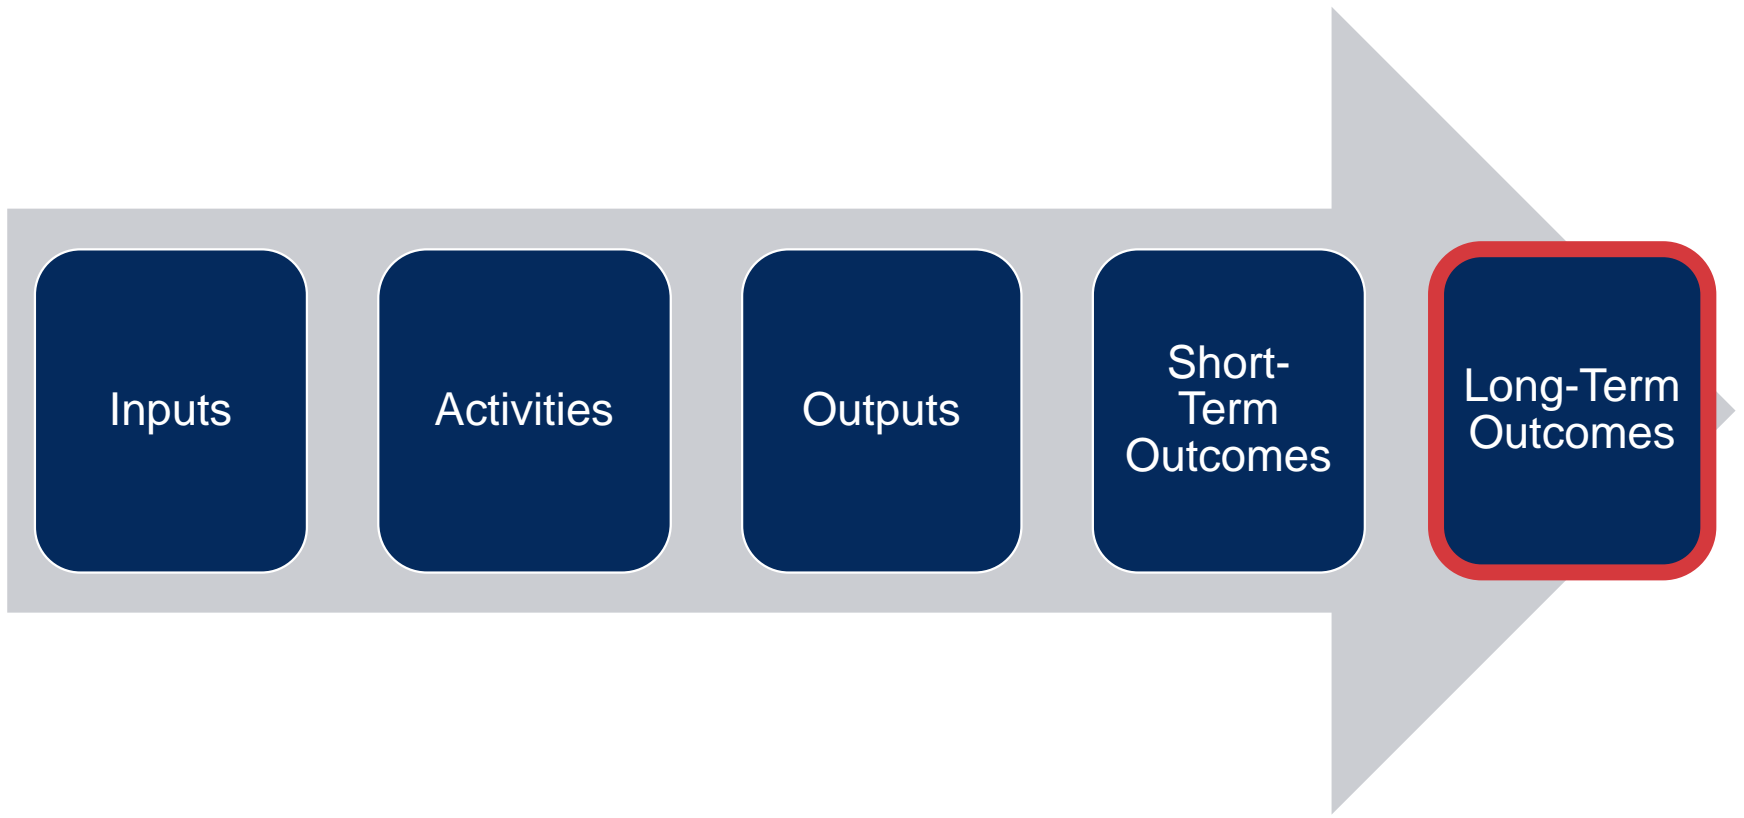 Inputs
Activities
Outputs
Short-
Term
Outcomes
Long-Term
Outcomes